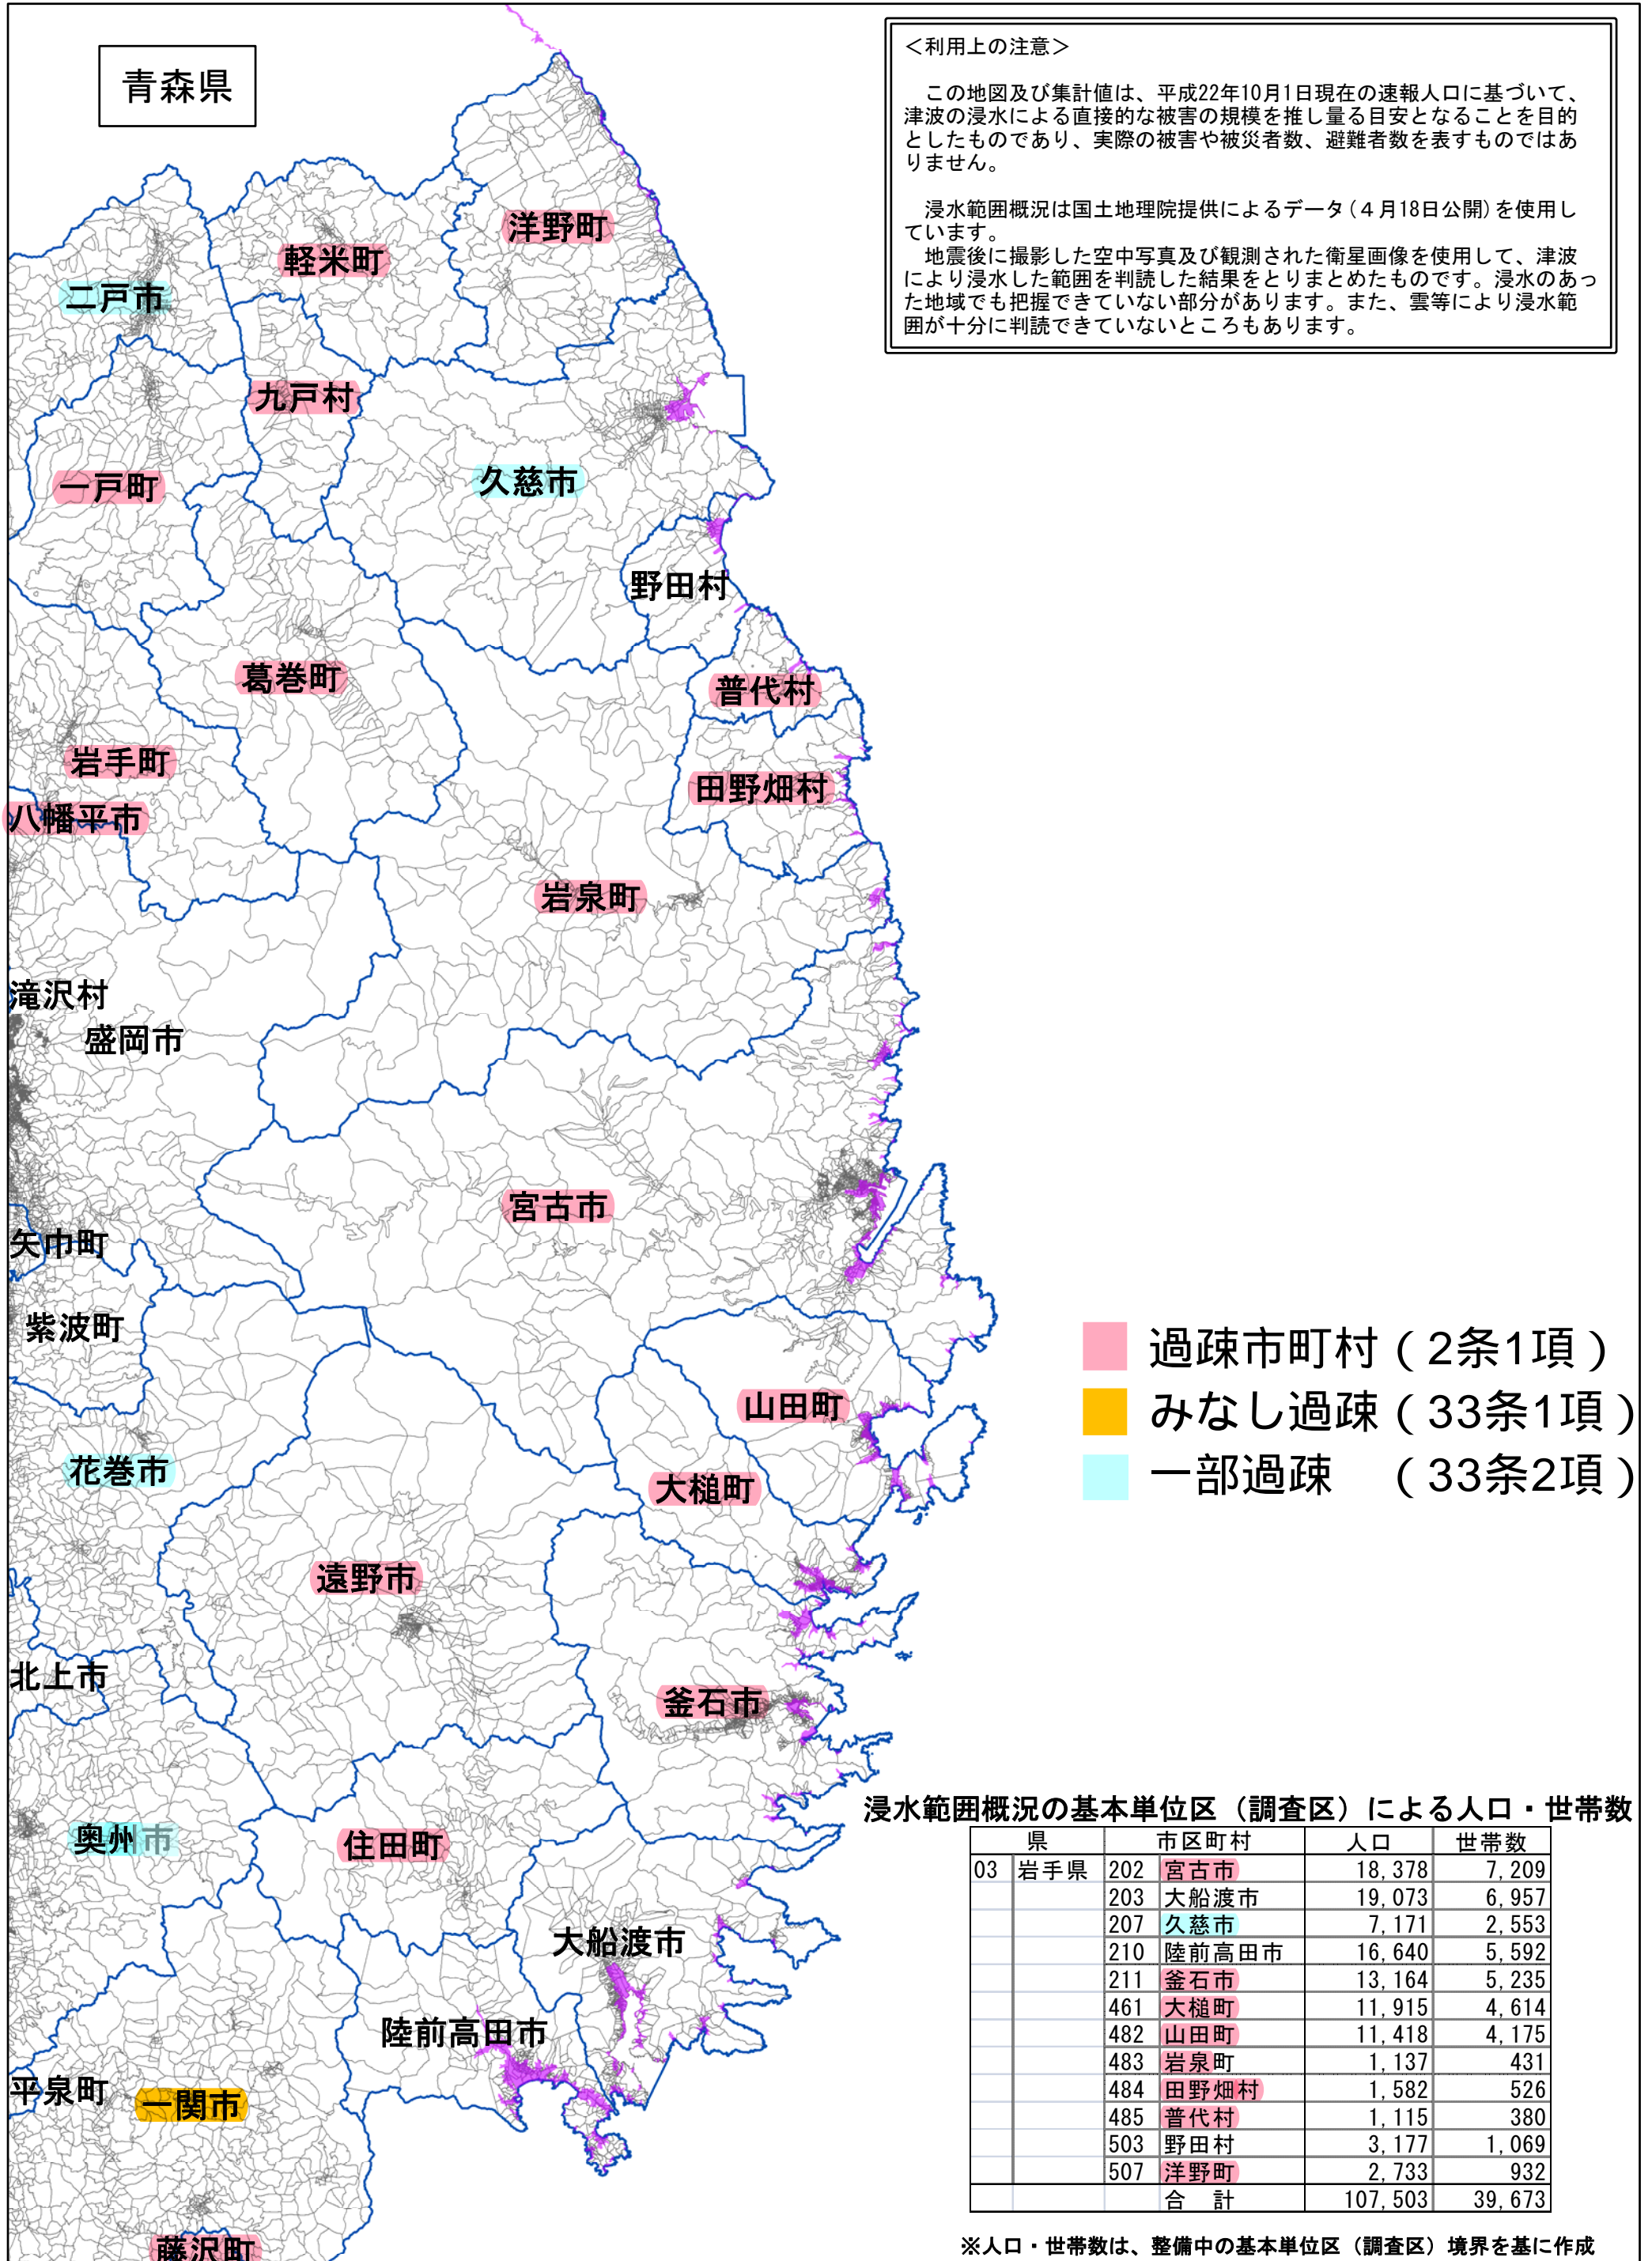 青森県
＜利用上の注意＞
この地図及び集計値は、平成22年10月1日現在の速報人口に基づいて、
津波の浸水による直接的な被害の規模を推し量る目安となることを目的
としたものであり、実際の被害や被災者数、避難者数を表すものではあ
りません。
浸水範囲概況は国土地理院提供によるデータ(４月18日公開)を使用し
ています。
地震後に撮影した空中写真及び観測された衛星画像を使用して、津波
により浸水した範囲を判読した結果をとりまとめたものです。浸水のあっ
た地域でも把握できていない部分があります。また、雲等により浸水範
囲が十分に判読できていないところもあります。
洋野町
軽米町
二戸市
九戸村
一戸町
久慈市
野田村
葛巻町
普代村
岩手町
田野畑村
八幡平市
岩泉町
滝沢村
盛岡市
宮古市
矢巾町
紫波町
山田町
花巻市
大槌町
遠野市
北上市
釜石市
奥州市
住田町
大船渡市
陸前高田市
平泉町
一関市
藤沢町
過疎市町村（2条1項）
みなし過疎（33条1項）
一部過疎　（33条2項）
浸水範囲概況の基本単位区（調査区）による人口・世帯数
県 市区町村 人口 世帯数
03 岩手県 202 宮古市 18,378 7,209
203 大船渡市 19,073 6,957
207 久慈市 7,171 2,553
210 陸前高田市 16,640 5,592
211 釜石市 13,164 5,235
461 大槌町 11,915 4,614
482 山田町 11,418 4,175
483 岩泉町 1,137 431
484 田野畑村 1,582 526
485 普代村 1,115 380
503 野田村 3,177 1,069
507 洋野町 2,733 932
合　計 107,503 39,673
※人口・世帯数は、整備中の基本単位区（調査区）境界を基に作成